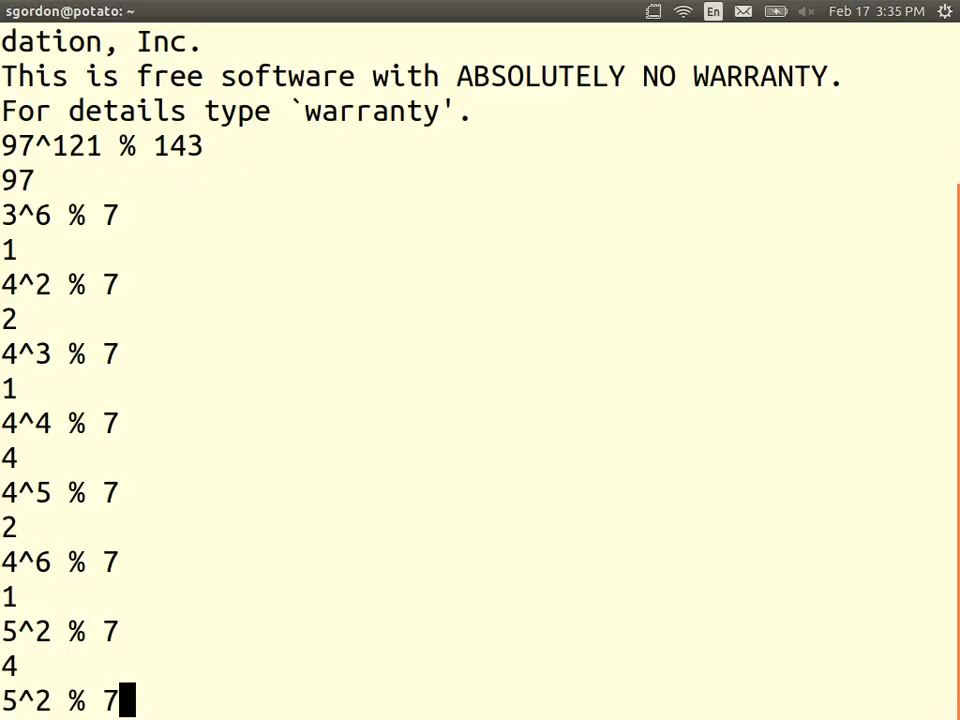 sgordon@potato: ~ En Feb 17 3:35 PM
dation, Inc.
This is free software with ABSOLUTELY NO WARRANTY.
For details type `warranty'.
97^121 % 143
97
3^6 % 7
1
4^2 % 7
2
4^3 % 7
1
4^4 % 7
4
4^5 % 7
2
4^6 % 7
1
5^2 % 7
4
5^2 % 7